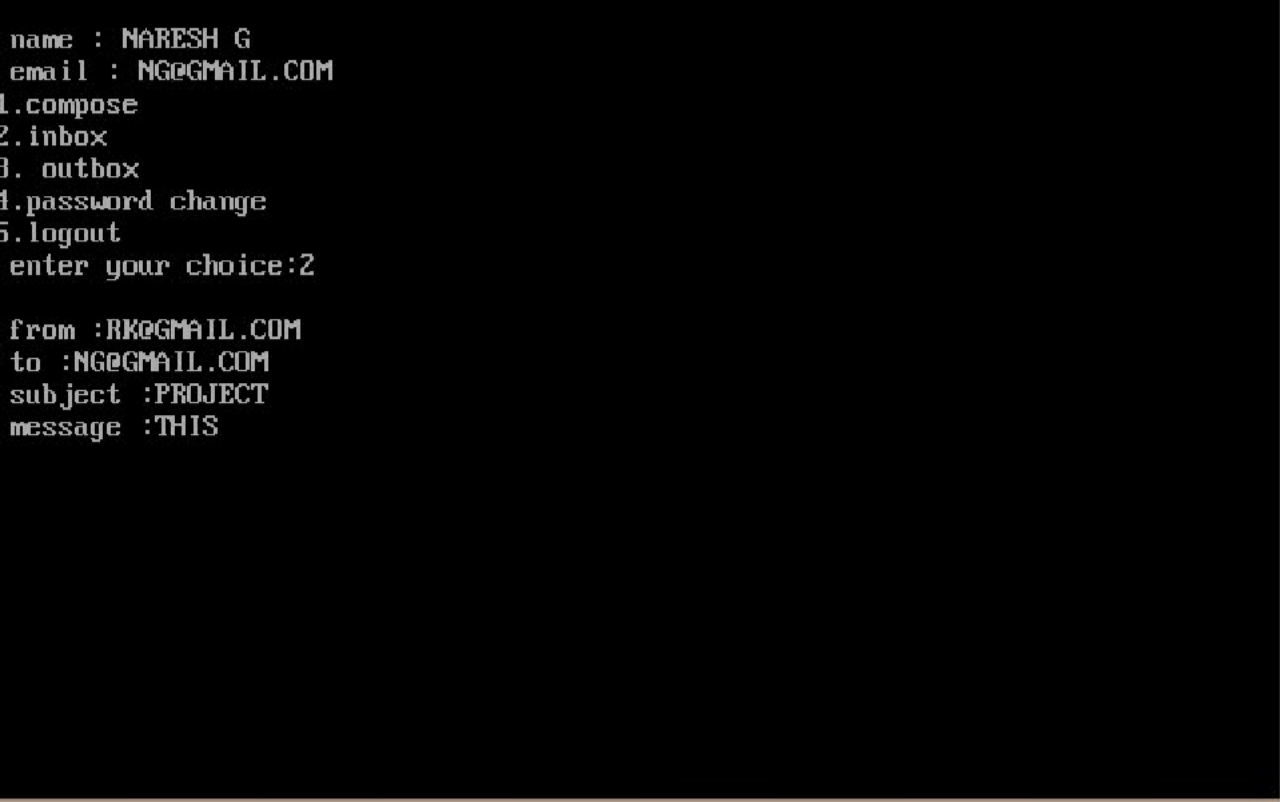 name : NARESH G
email : NG@GMAIL.COM
1.compose
2.inbox
3. outbox
4.password change
5.logout
enter your choice:2
from :RK@GMAIL.COM
to :NG@GMAIL.COM
subject :PROJECT
message :THIS